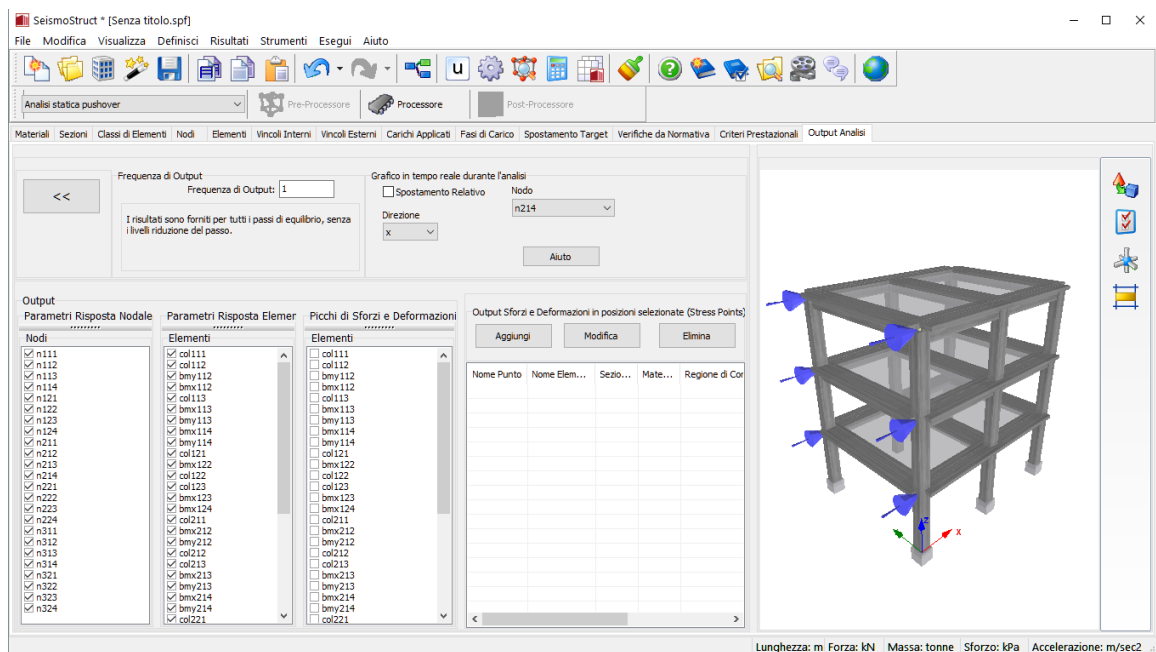 SeismoStruct * [Senza titolo.spf]
File Modifica Visualizza Definisci Risultati Strumenti Esegui Aiuto
u
Analisi statica pushover
Pre-Processore
Processore
Post-Processore
Materiali Sezioni Classi di Elementi Nodi Elementi Vincoli Interni Vincoli Esterni Carichi Applicati Fasi di Carico Spostamento Target Verifiche da Normativa Criteri Prestazionali Output Analisi
<<
Frequenza di Output
Frequenza di Output: 1
I risultati sono forniti per tutti i passi di equilibrio, senza
i livelli riduzione del passo.
Grafico in tempo reale durante l'analisi
Spostamento Relativo
Nodo
n214
Direzione
x
Aiuto
Output
Parametri Risposta Nodale
Nodi
n111
n112
n113
n114
n121
n122
n123
n124
n211
n212
n213
n214
n221
n222
n223
n224
n311
n312
n313
n314
n321
n322
n323
n324
Parametri Risposta Elemer
Elementi
col111
col112
bmy112
bmx112
col113
bmx113
bmy113
bmx114
bmy114
col121
bmx122
col122
col123
bmx123
bmx124
col211
bmx212
bmy212
col212
col213
bmx213
bmy213
bmx214
bmy214
col221
Picchi di Sforzi e Deformazioni
Elementi
col111
col112
bmy112
bmx112
col113
bmx113
bmy113
bmx114
bmy114
col121
bmx122
col122
col123
bmx123
bmx124
col211
bmx212
bmy212
col212
col213
bmx213
bmy213
bmx214
bmy214
col221
Output Sforzi e Deformazioni in posizioni selezionate (Stress Points)
Aggiungi Modifica Elimina
Nome Punto Nome Elem... Sezio... Mate... Regione di Cor
z
x
Lunghezza: m Forza: kN Massa: tonne Sforzo: kPa Accelerazione: m/sec2